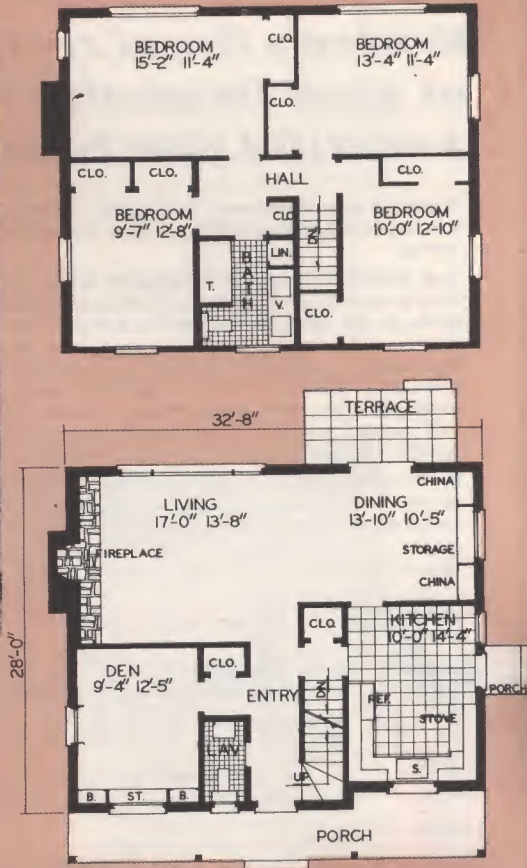 BEDROOM
15'-2" 11'-4"
CLO.
BEDROOM
13'-4" 11'-4"
CLO.
CLO.
CLO.
HALL
CLO.
BEDROOM
9'-7" 12'-8"
CLO
DN.
BEDROOM
10'-0" 12'-10"
T.
BATH
LIN.
V.
CLO.
TERRACE
32'-8"
CHINA
LIVING
17'-0" 13'-8"
DINING
13'-10" 10'-5"
FIREPLACE
STORAGE
CHINA
28'-0"
CLO.
KITCHEN
10'-0" 14'-4"
DEN
9'-4" 12'-5"
CLO.
ENTRY
DN.
REF.
PORCH
STOVE
LAV.
UP
S.
B.
ST.
B.
PORCH